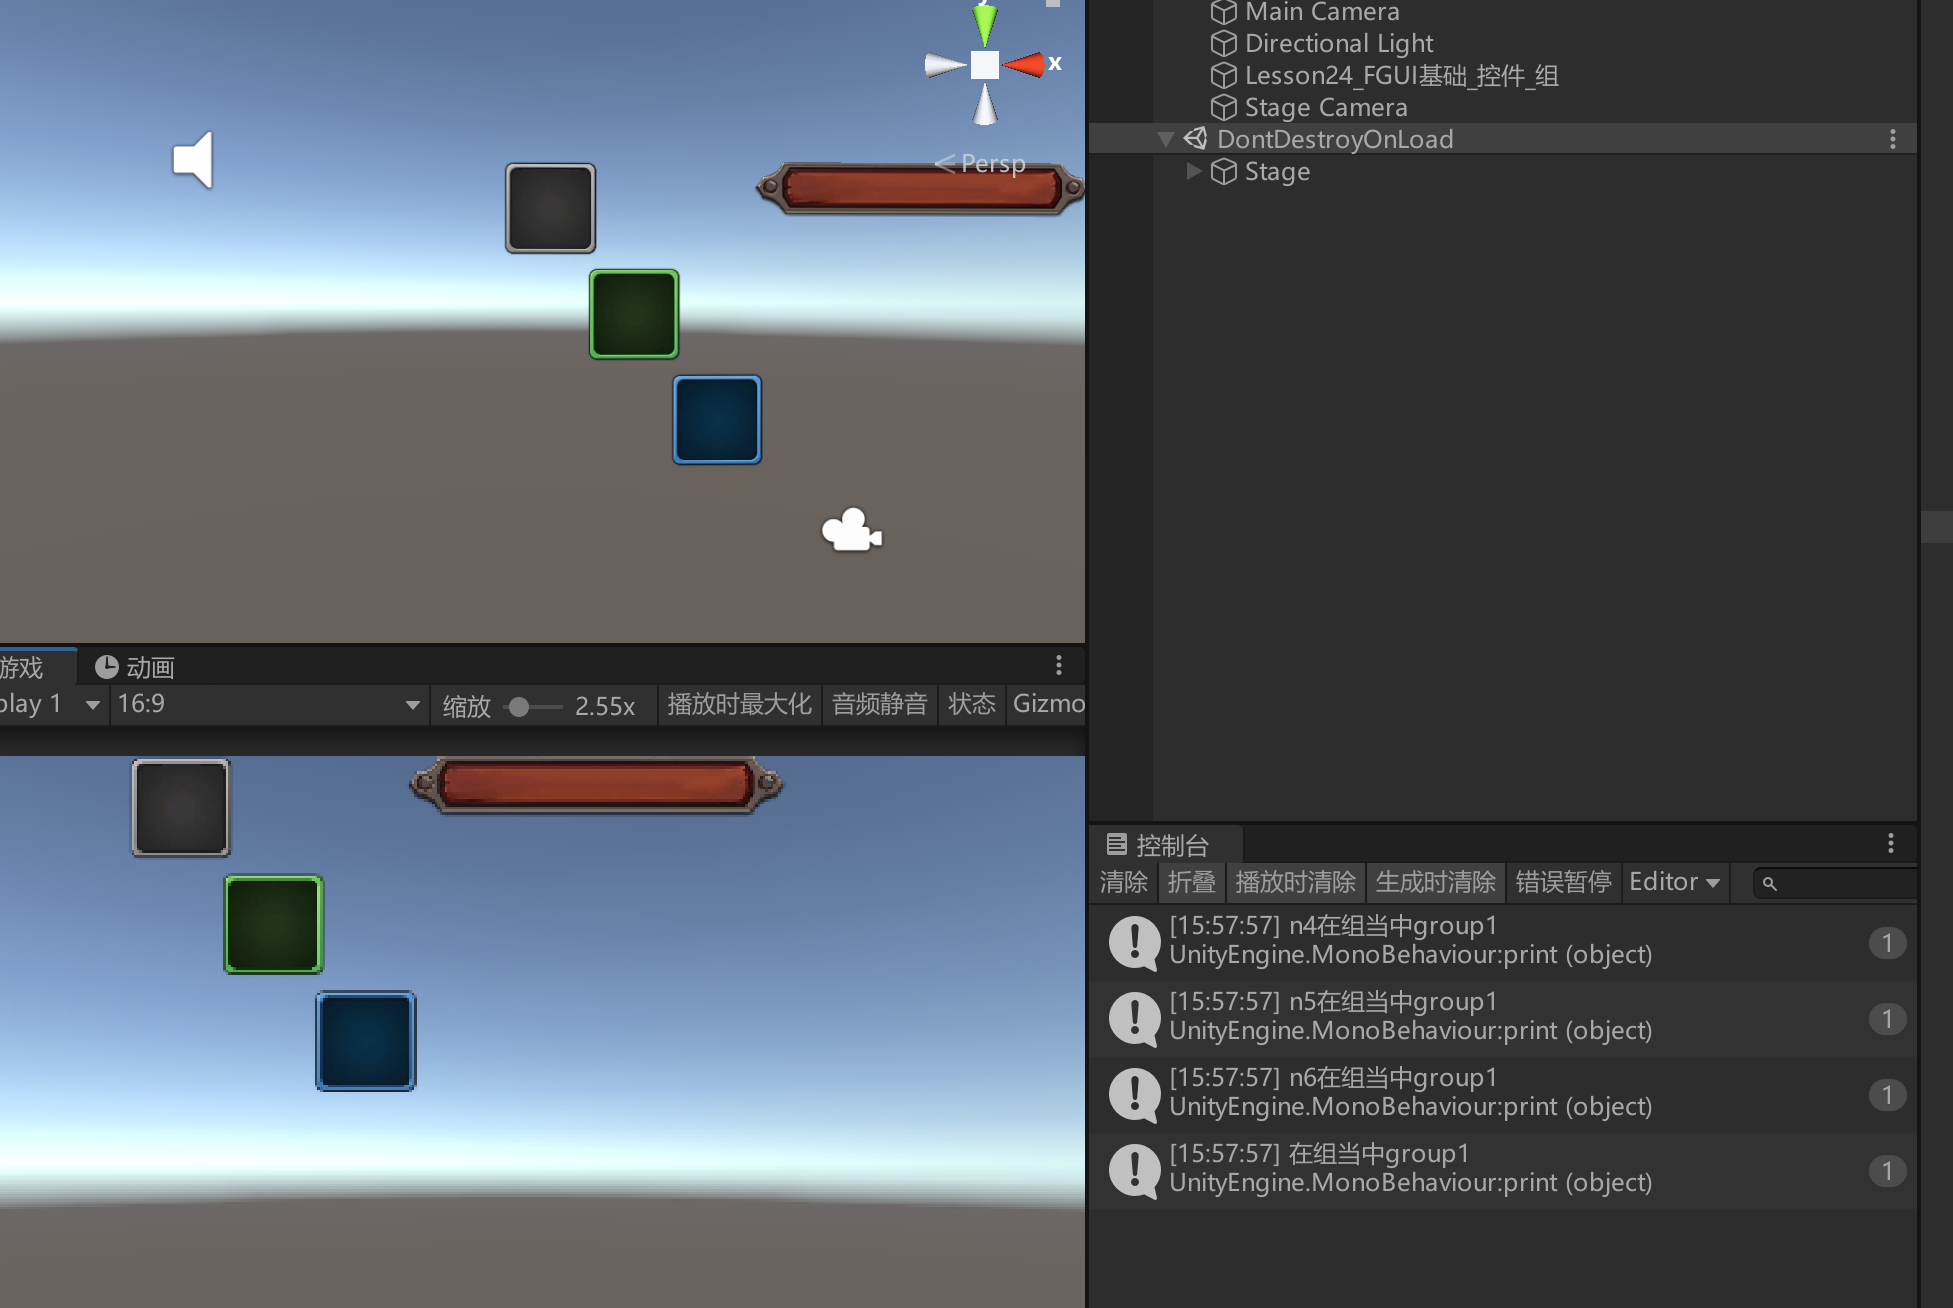 Main Camera
Directional Light
Lesson24_FGUI基础_控件_组
Stage Camera
DontDestroyOnLoad
Stage
x
Persp
游戏
动画
play 1
16:9
缩放
2.55x
播放时最大化
音频静音
状态
Gizmo
控制台
清除
折叠
播放时清除
生成时清除
错误暂停
Editor
[15:57:57] n4在组当中group1
UnityEngine.MonoBehaviour:print (object)
1
[15:57:57] n5在组当中group1
UnityEngine.MonoBehaviour:print (object)
1
[15:57:57] n6在组当中group1
UnityEngine.MonoBehaviour:print (object)
1
[15:57:57] 在组当中group1
UnityEngine.MonoBehaviour:print (object)
1